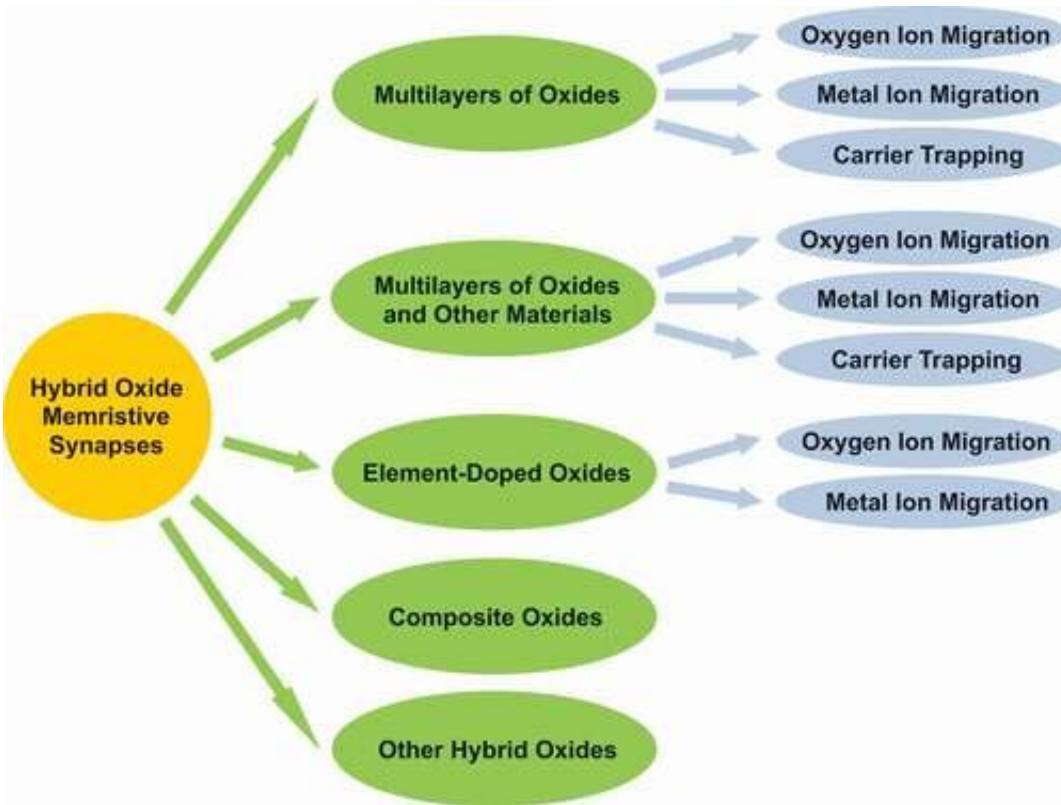 Oxygen Ion Migration
Multilayers of Oxides
Metal Ion Migration
Carrier Trapping
Oxygen Ion Migration
Multilayers of Oxides
and Other Materials
Metal Ion Migration
Carrier Trapping
Hybrid Oxide
Memristive
Synapses
Oxygen Ion Migration
Element-Doped Oxides
Metal Ion Migration
Composite Oxides
Other Hybrid Oxides